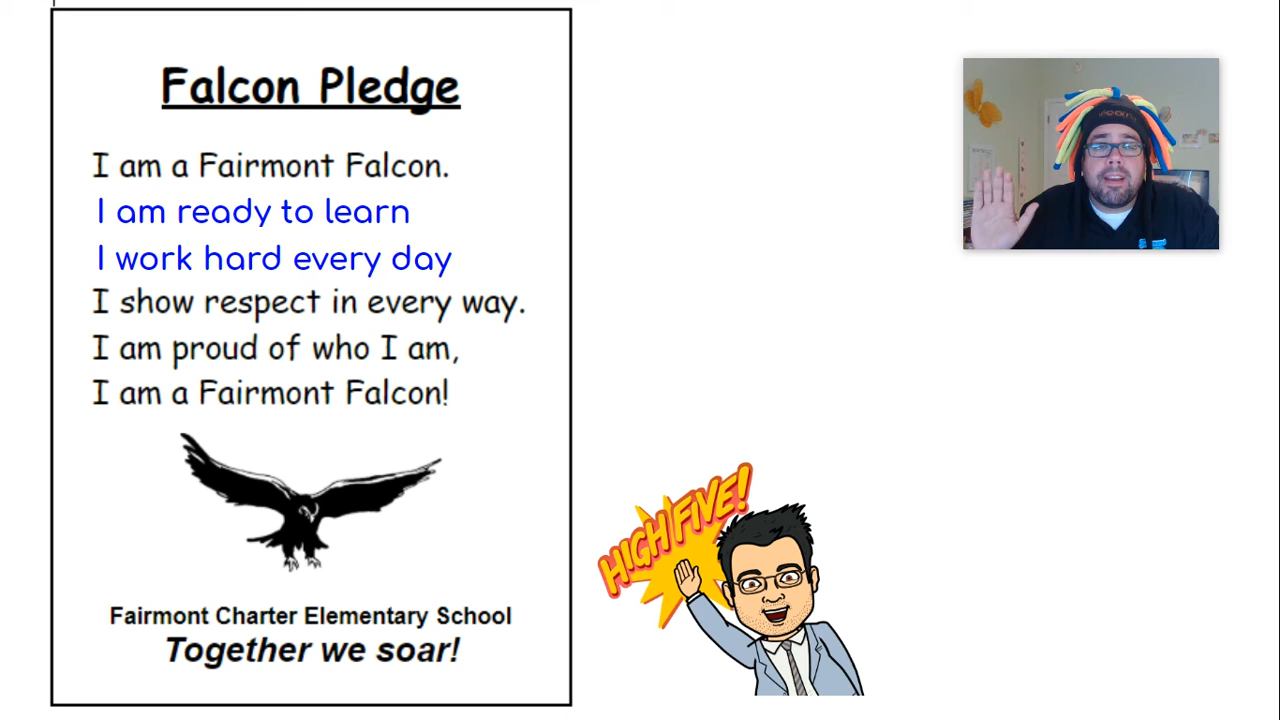 Falcon Pledge
I am a Fairmont Falcon.
I am ready to learn
I work hard every day
I show respect in every way.
I am proud of who I am,
I am a Fairmont Falcon!
Fairmont Charter Elementary School
Together we soar!
HIGH FIVE!